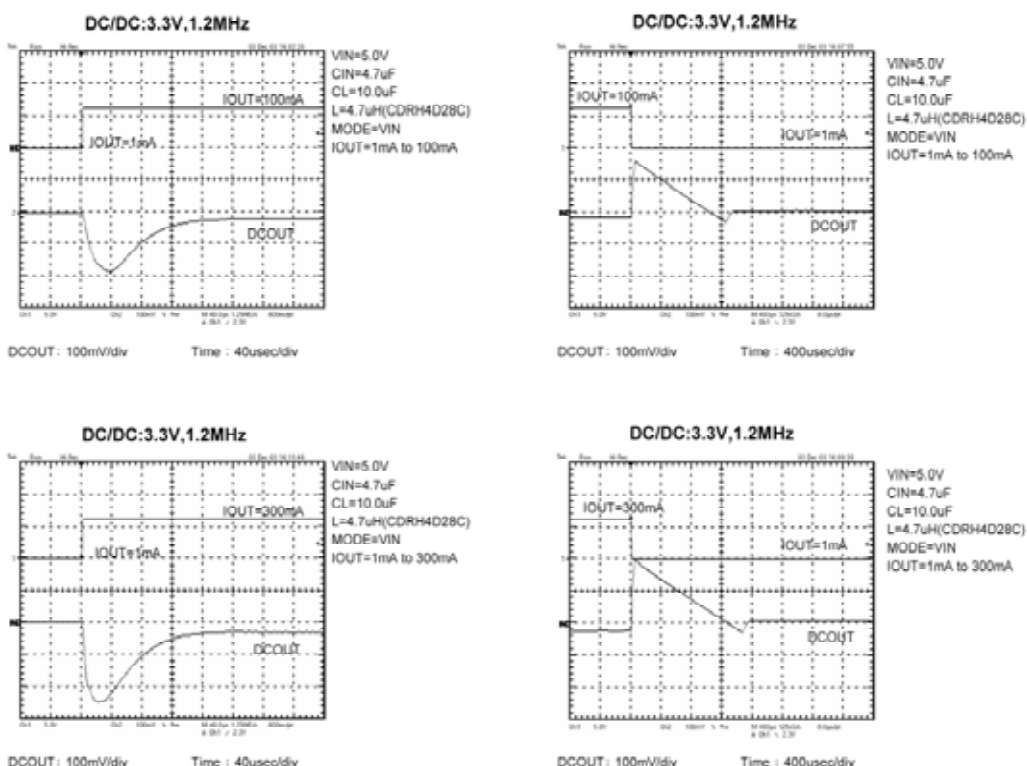 DC/DC:3.3V,1.2MHz
VIN=5.0V
CIN=4.7uF
CL=10.0uF
L=4.7uH(CDRH4D28C)
MODE=VIN
IOUT=1mA to 100mA
IOUT=100mA
IOUT=1mA
DCOUT
DCOUT: 100mV/div
Time : 40usec/div
DC/DC:3.3V,1.2MHz
VIN=5.0V
CIN=4.7uF
CL=10.0uF
L=4.7uH(CDRH4D28C)
MODE=VIN
IOUT=1mA to 100mA
IOUT=100mA
IOUT=1mA
DCOUT
DCOUT: 100mV/div
Time : 400usec/div
DC/DC:3.3V,1.2MHz
VIN=5.0V
CIN=4.7uF
CL=10.0uF
L=4.7uH(CDRH4D28C)
MODE=VIN
IOUT=1mA to 300mA
IOUT=300mA
IOUT=1mA
DCOUT
DCOUT: 100mV/div
Time : 40usec/div
DC/DC:3.3V,1.2MHz
VIN=5.0V
CIN=4.7uF
CL=10.0uF
L=4.7uH(CDRH4D28C)
MODE=VIN
IOUT=1mA to 300mA
IOUT=300mA
IOUT=1mA
DCOUT
DCOUT: 100mV/div
Time : 400usec/div